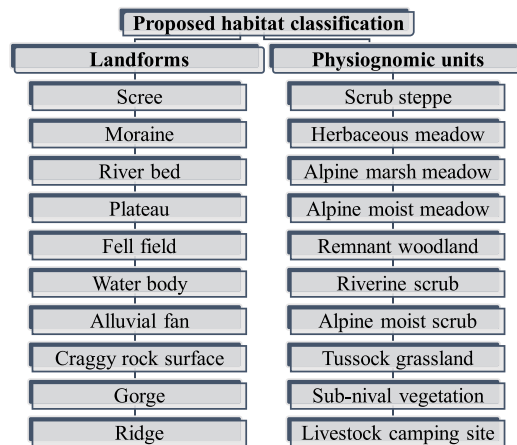 Proposed habitat classification
Landforms
Scree
Moraine
River bed
Plateau
Fell field
Water body
Alluvial fan
Craggy rock surface
Gorge
Ridge
Physiognomic units
Scrub steppe
Herbaceous meadow
Alpine marsh meadow
Alpine moist meadow
Remnant woodland
Riverine scrub
Alpine moist scrub
Tussock grassland
Sub-nival vegetation
Livestock camping site